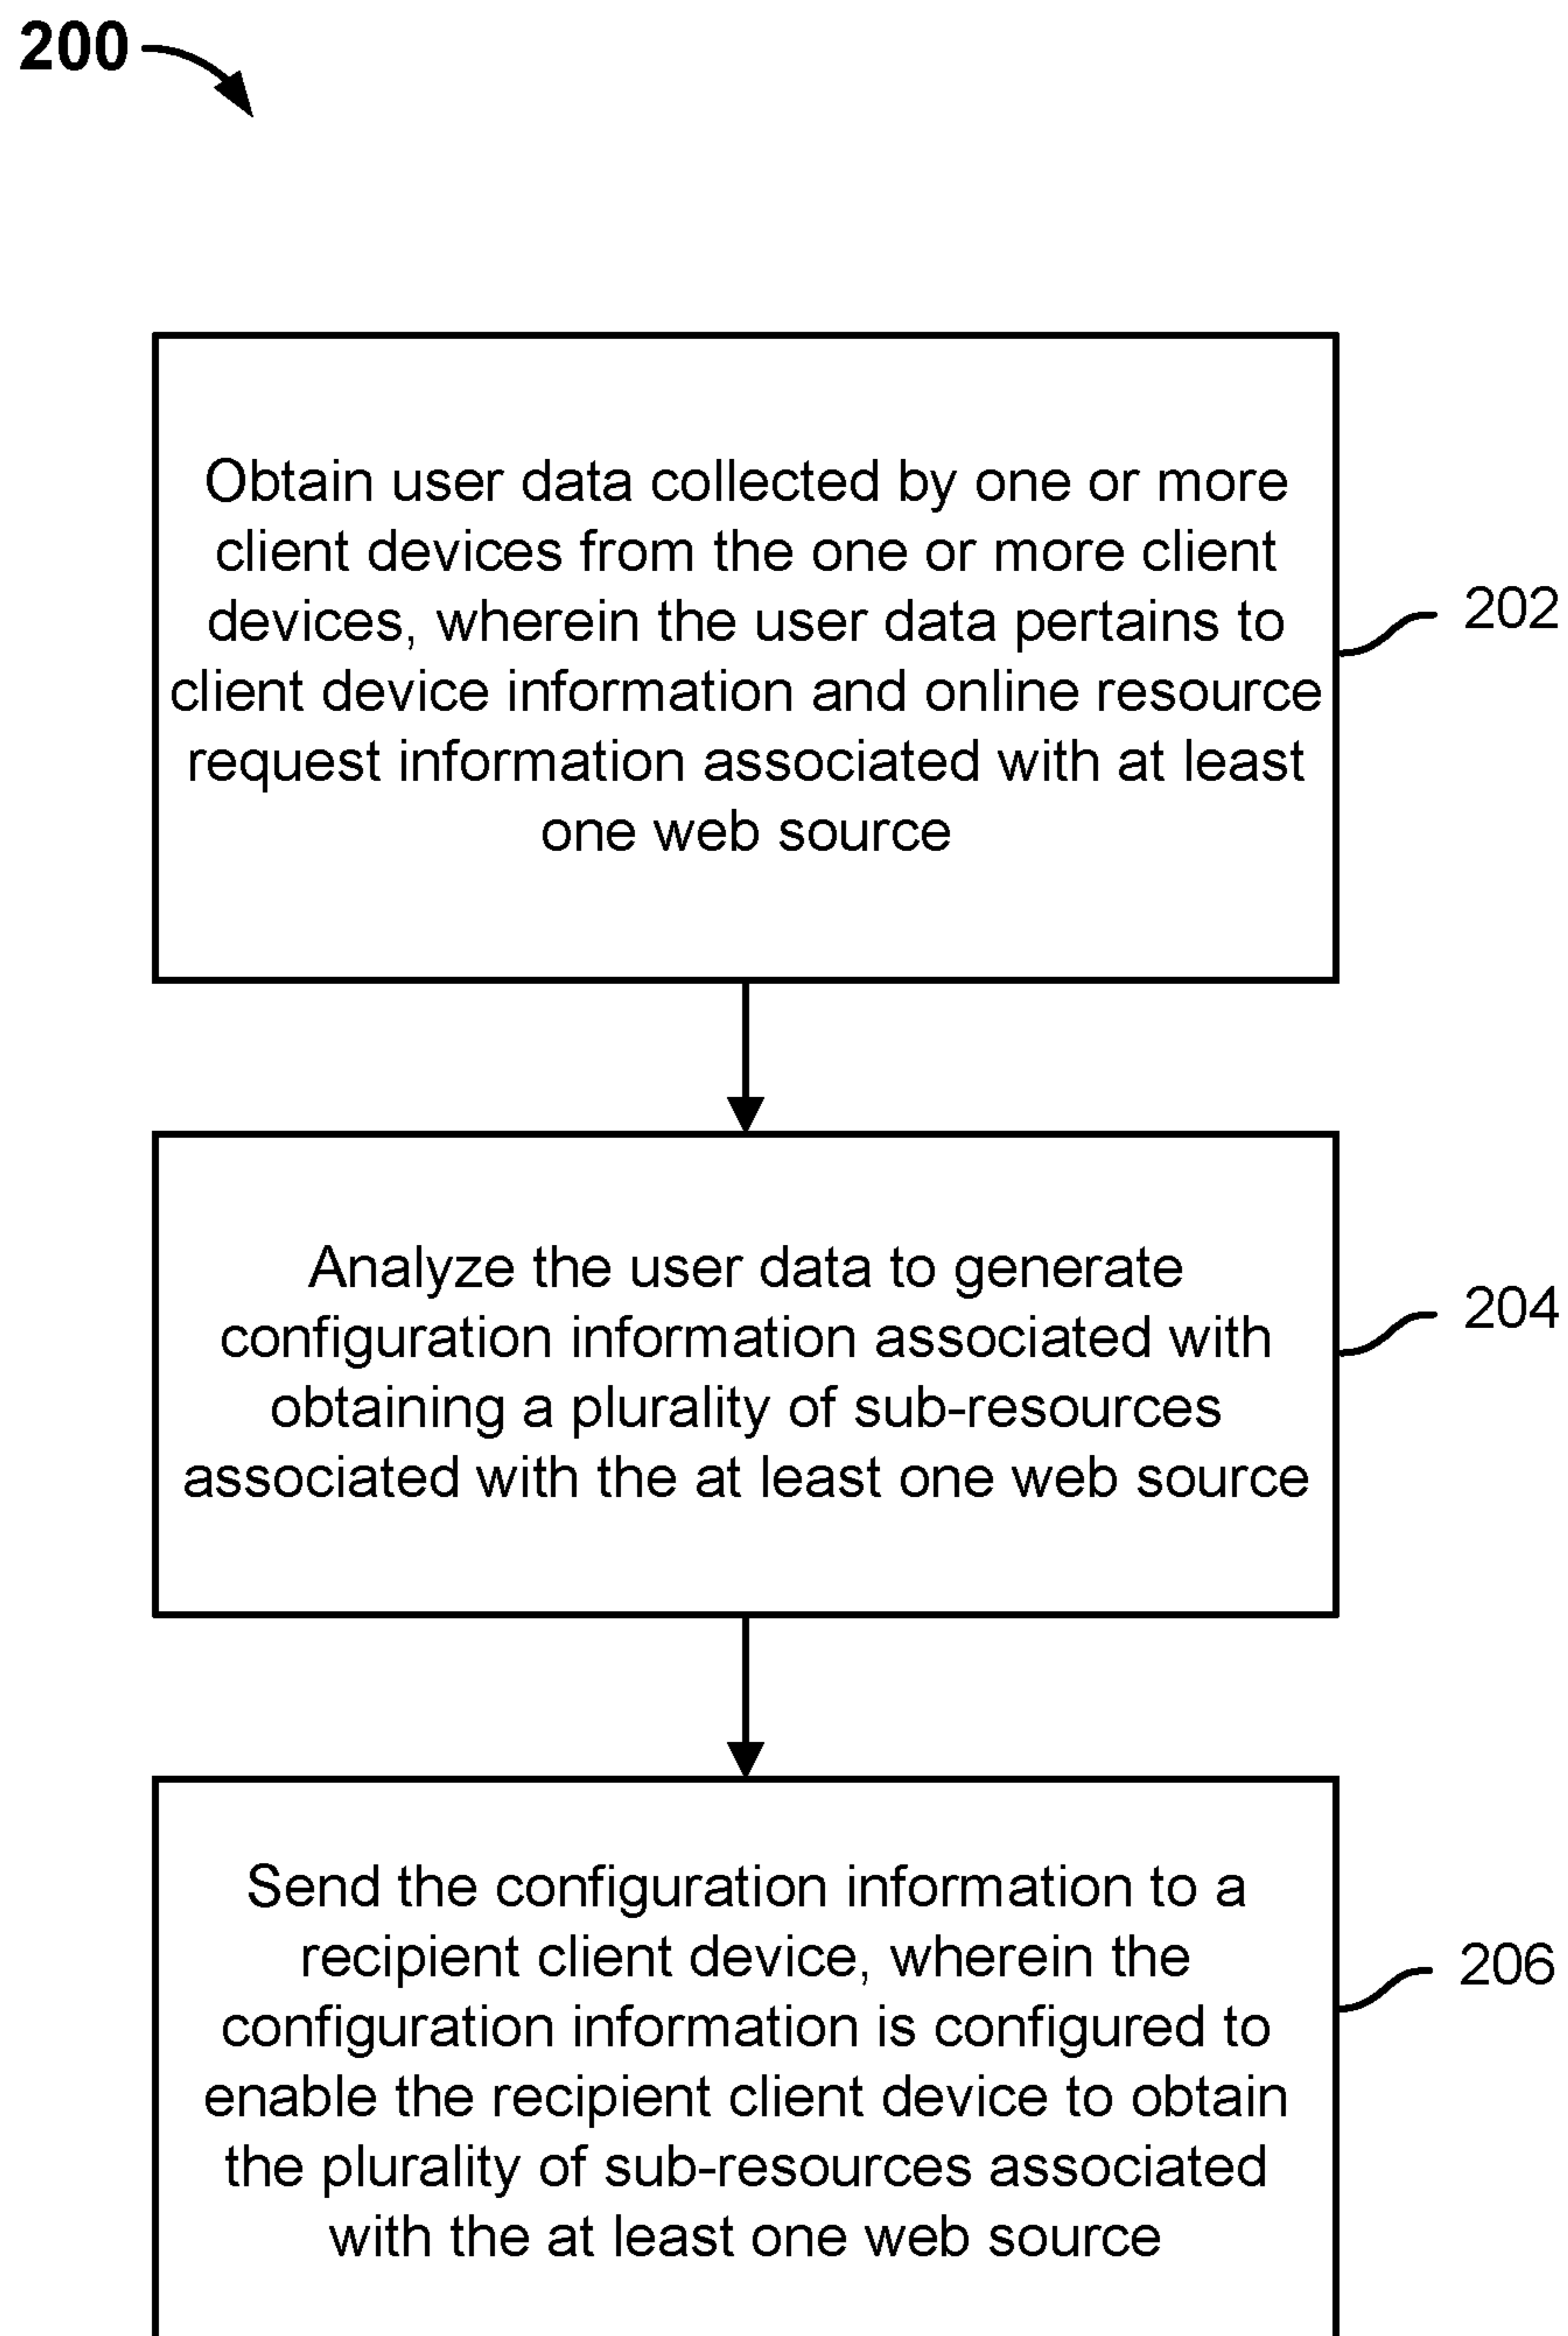 200
Obtain user data collected by one or more
client devices from the one or more client
devices, wherein the user data pertains to
client device information and online resource
request information associated with at least
one web source
202
Analyze the user data to generate
configuration information associated with
obtaining a plurality of sub-resources
associated with the at least one web source
204
Send the configuration information to a
recipient client device, wherein the
configuration information is configured to
enable the recipient client device to obtain
the plurality of sub-resources associated
with the at least one web source
206